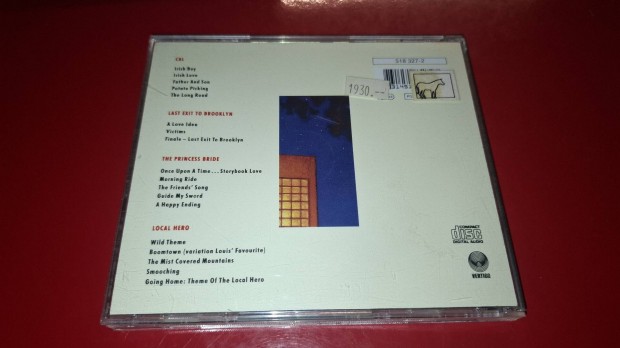 CAL
Irish Boy
Irish Love
Father And Son
Potato Picking
The Long Road
LAST EXIT TO BROOKLYN
A Love Idea
Victims
Finale – Last Exit To Brooklyn
THE PRINCESS BRIDE
Once Upon A Time...Storybook Love
Morning Ride
The Friends' Song
Guide My Sword
A Happy Ending
LOCAL HERO
Wild Theme
Boomtown (variation Louis' Favourite)
The Mist Covered Mountains
Smooching
Going Home: Theme Of The Local Hero
518 327 2
1930.–
COMPACT
DISC
DIGITAL AUDIO
VERTIGO